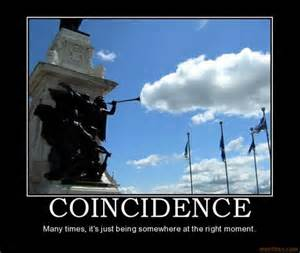 COINCIDENCE
Many times, it's just being somewhere at the right moment.